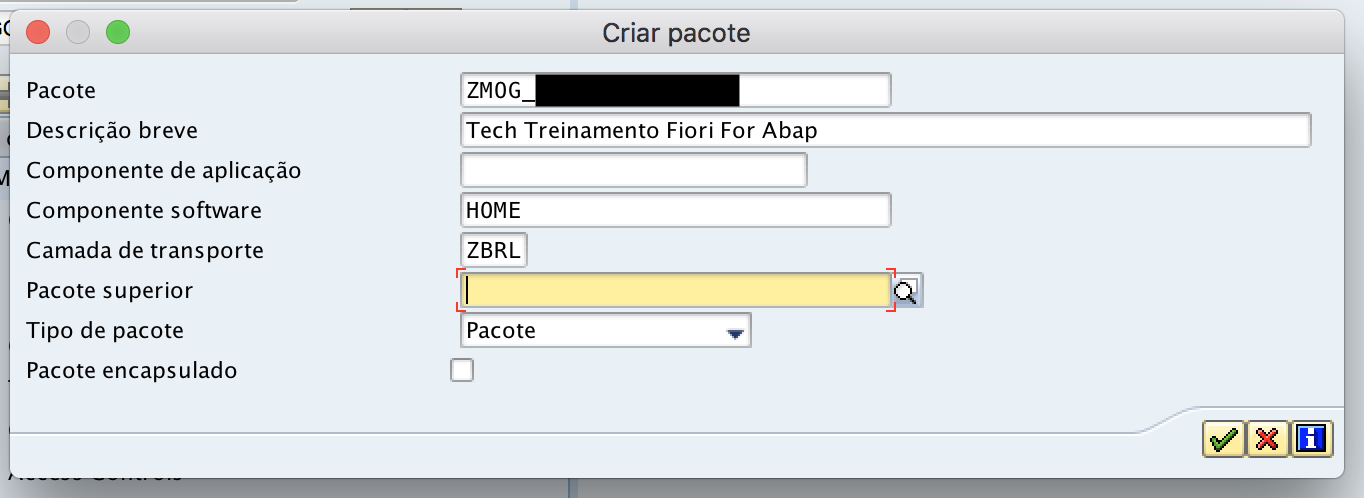 Criar pacote
Pacote ZMOG_
Descrição breve Tech Treinamento Fiori For Abap
Componente de aplicação
Componente software HOME
Camada de transporte ZBRL
Pacote superior
Tipo de pacote Pacote
Pacote encapsulado